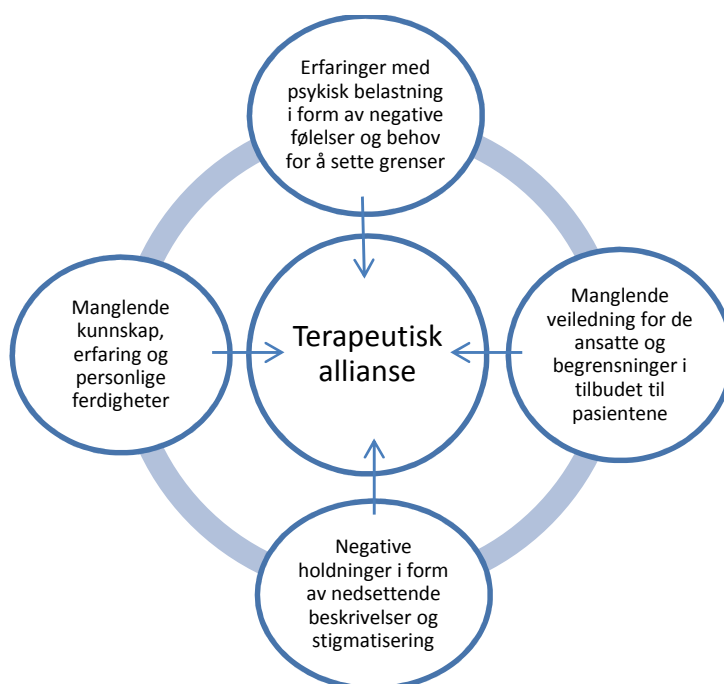 Erfaringer med
psykisk belastning
i form av negative
følelser og behov
for å sette grenser
Manglende
kunnskap,
erfaring og
personlige
ferdigheter
Terapeutisk
allianse
Manglende
veiledning for de
ansatte og
begrensninger i
tilbudet til
pasientene
Negative
holdninger i form
av nedsettende
beskrivelser og
stigmatisering